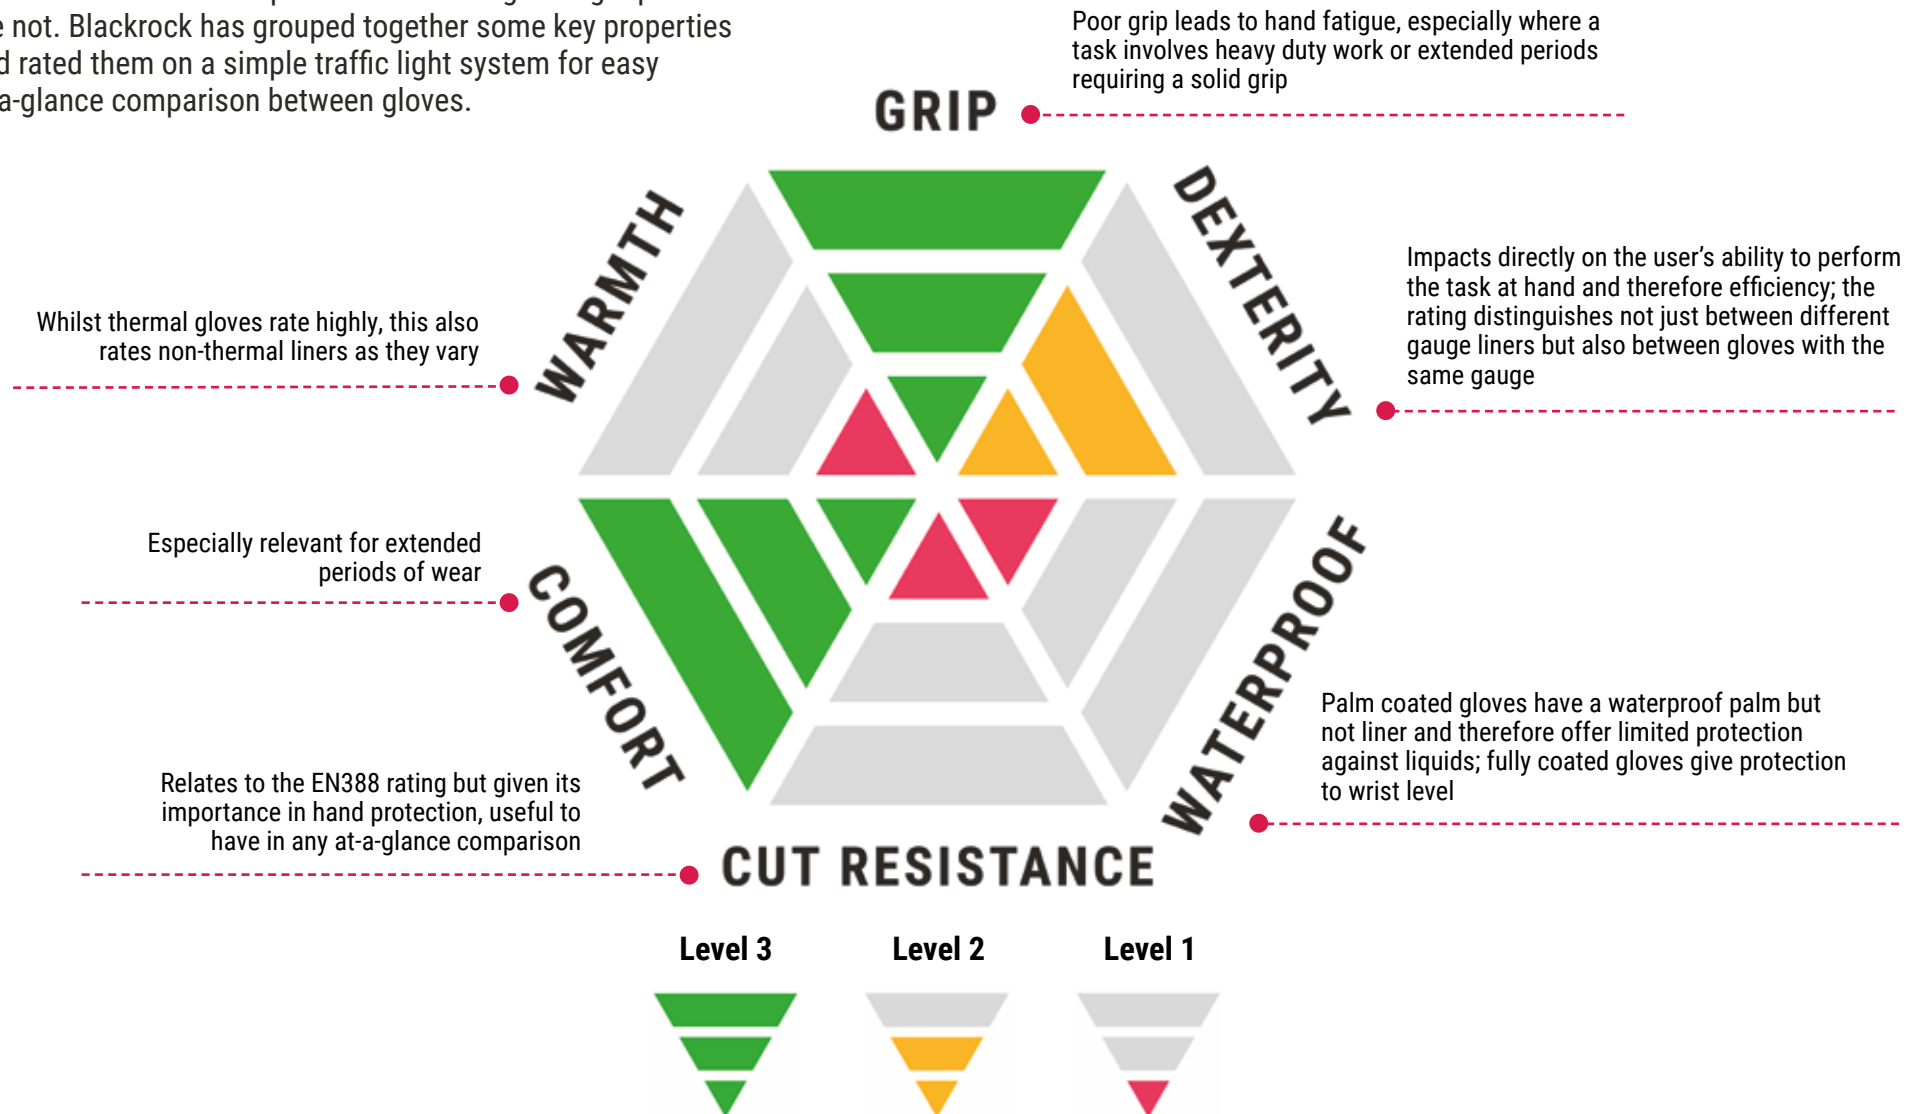 not. Blackrock has grouped together some key properties
rated them on a simple traffic light system for easy
a-glance comparison between gloves.
Poor grip leads to hand fatigue, especially where a
task involves heavy duty work or extended periods
requiring a solid grip
GRIP
WARMTH
DEXTERITY
Whilst thermal gloves rate highly, this also
rates non-thermal liners as they vary
Impacts directly on the user's ability to perform
the task at hand and therefore efficiency; the
rating distinguishes not just between different
gauge liners but also between gloves with the
same gauge
Especially relevant for extended
periods of wear
COMFORT
WATERPROOF
Palm coated gloves have a waterproof palm but
not liner and therefore offer limited protection
against liquids; fully coated gloves give protection
to wrist level
Relates to the EN388 rating but given its
importance in hand protection, useful to
have in any at-a-glance comparison
CUT RESISTANCE
Level 3 Level 2 Level 1